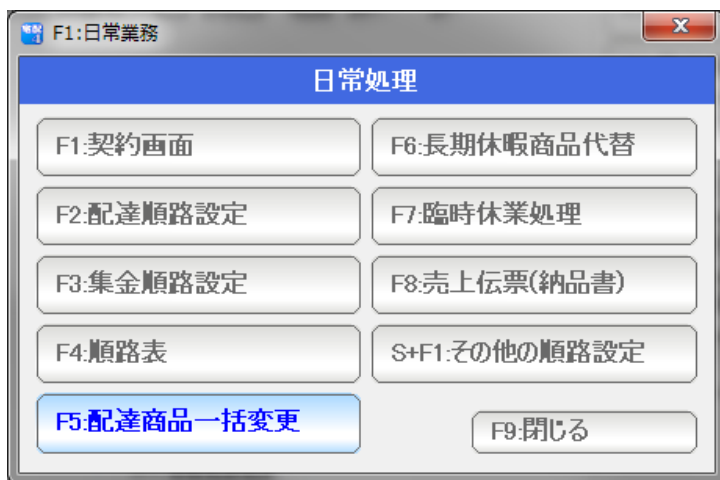 F1:日常業務
日常処理
F1:契約画面
F6:長期休暇商品代替
F2:配達順路設定
F7:臨時休業処理
F3:集金順路設定
F8:売上伝票(納品書)
F4:順路表
S+F1:その他の順路設定
F5:配達商品一括変更
F9:閉じる